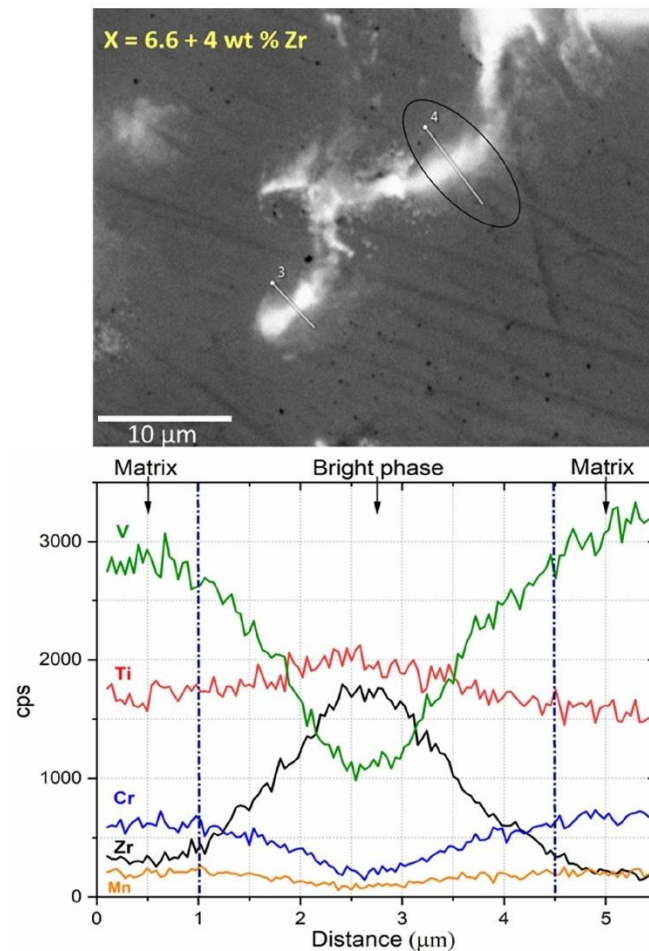 X = 6.6 + 4 wt % Zr
4
3
10 µm
Matrix Bright phase Matrix
V
Ti
Cr
Zr
Mn
3000
2000
1000
0
cps
0 1 2 3 4 5
Distance (µm)